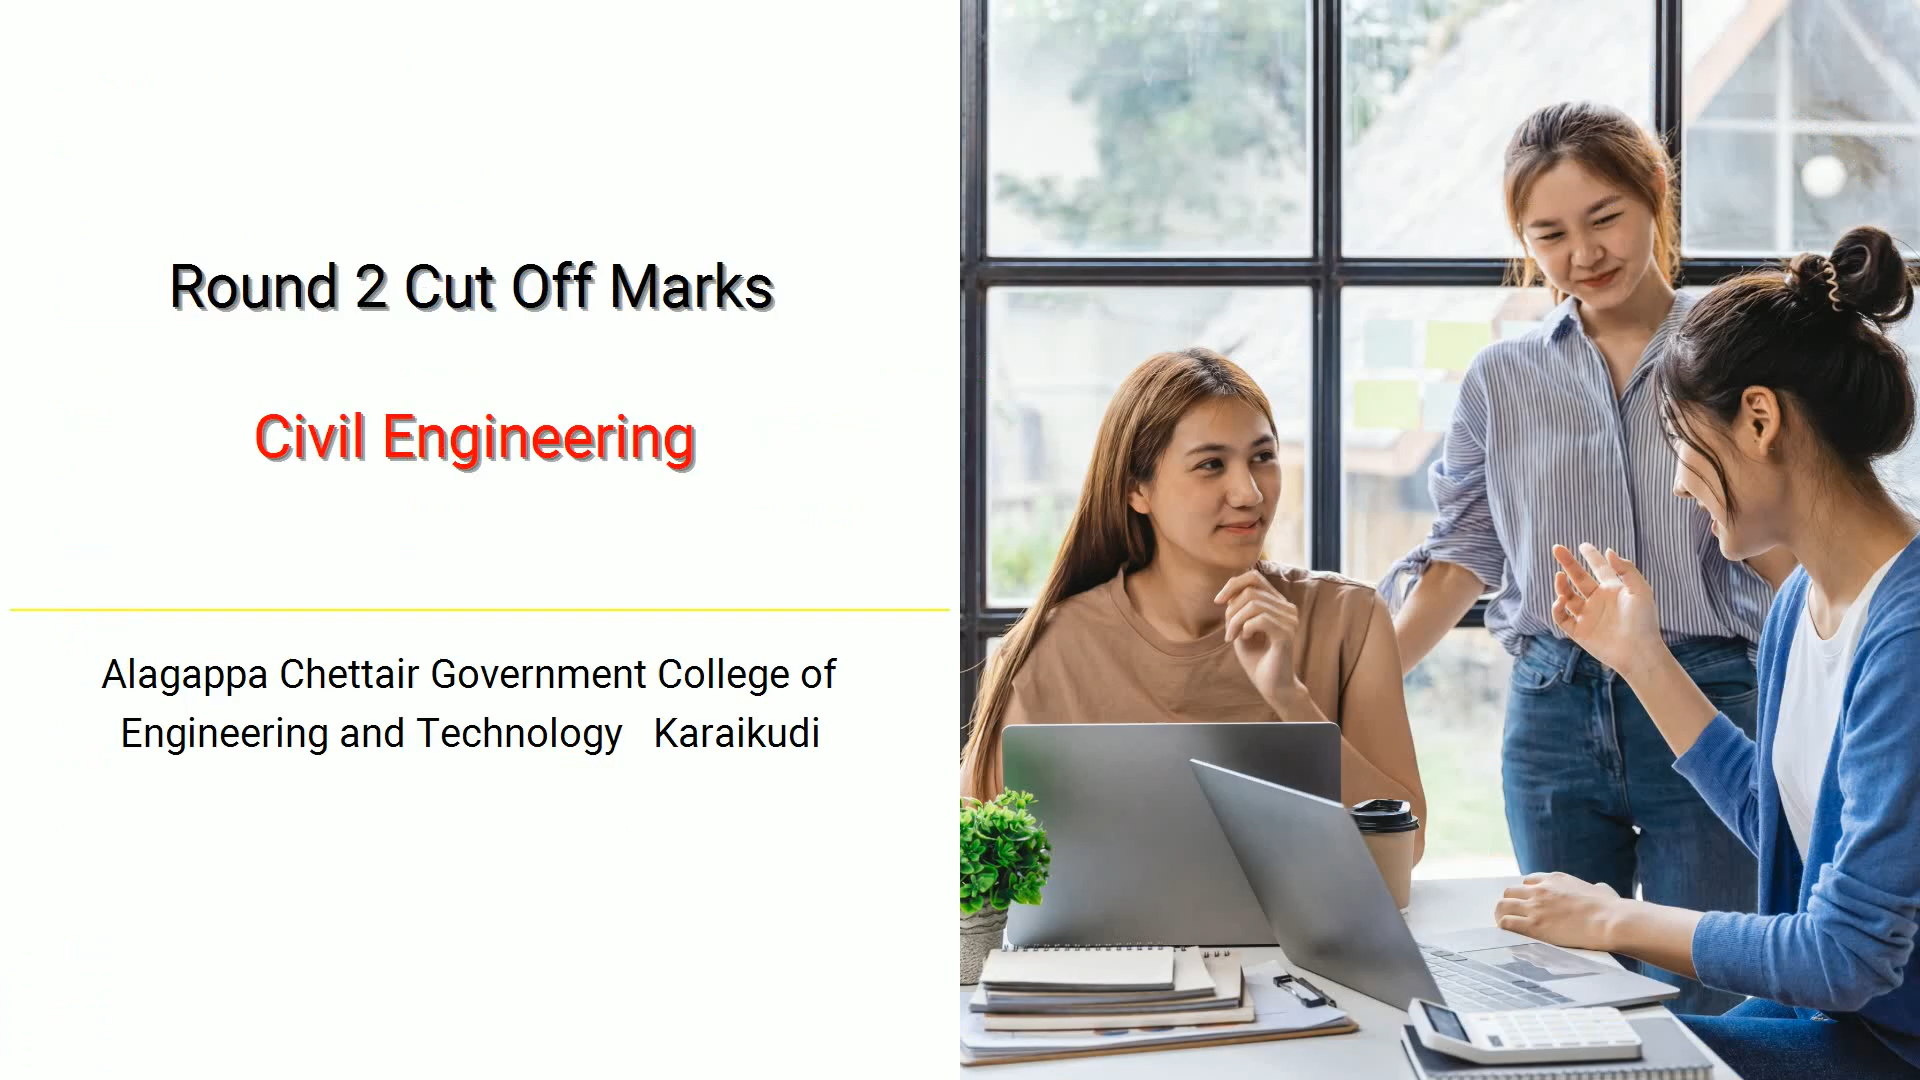 Round 2 Cut Off Marks
Civil Engineering
Alagappa Chettair Government College of
Engineering and Technology   Karaikudi